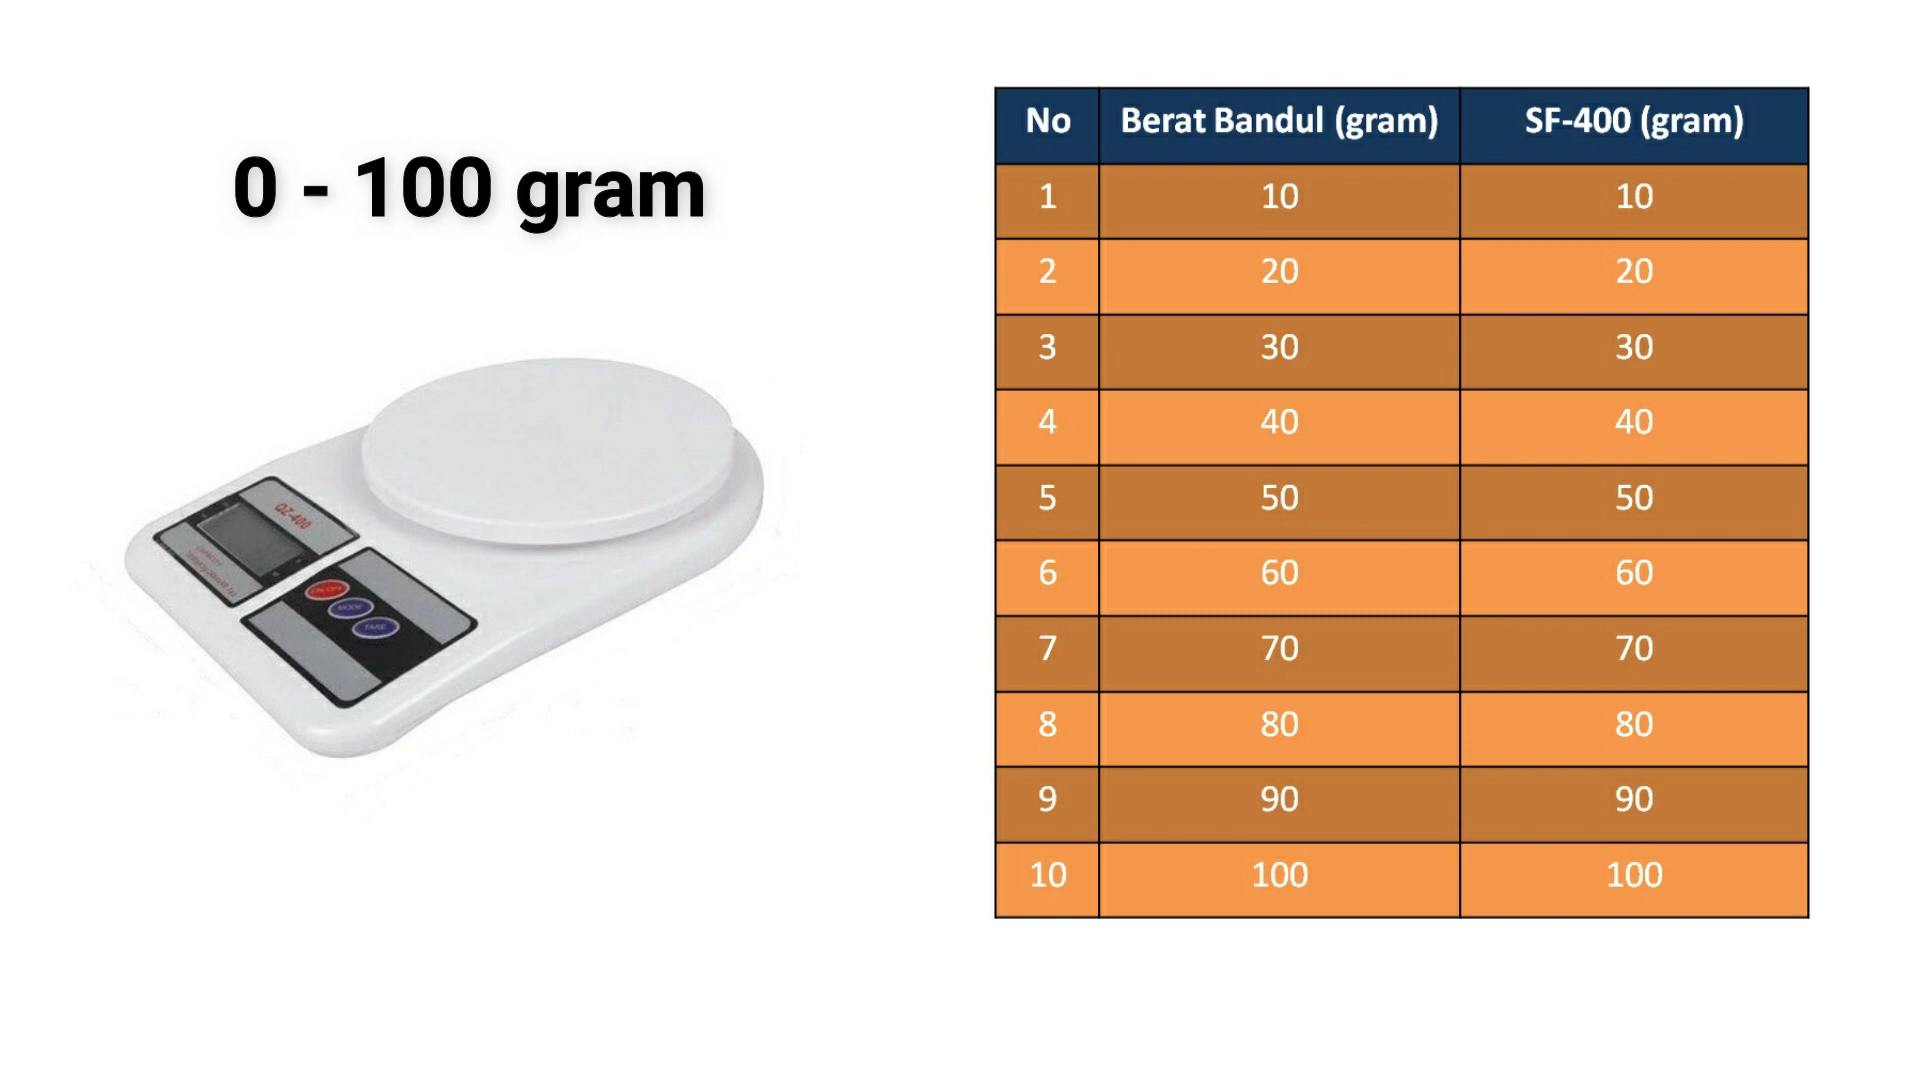 0 - 100 gram
QZ-400
ON/OFF
MODE
TARE
No Berat Bandul (gram) SF-400 (gram)
1 10 10
2 20 20
3 30 30
4 40 40
5 50 50
6 60 60
7 70 70
8 80 80
9 90 90
10 100 100